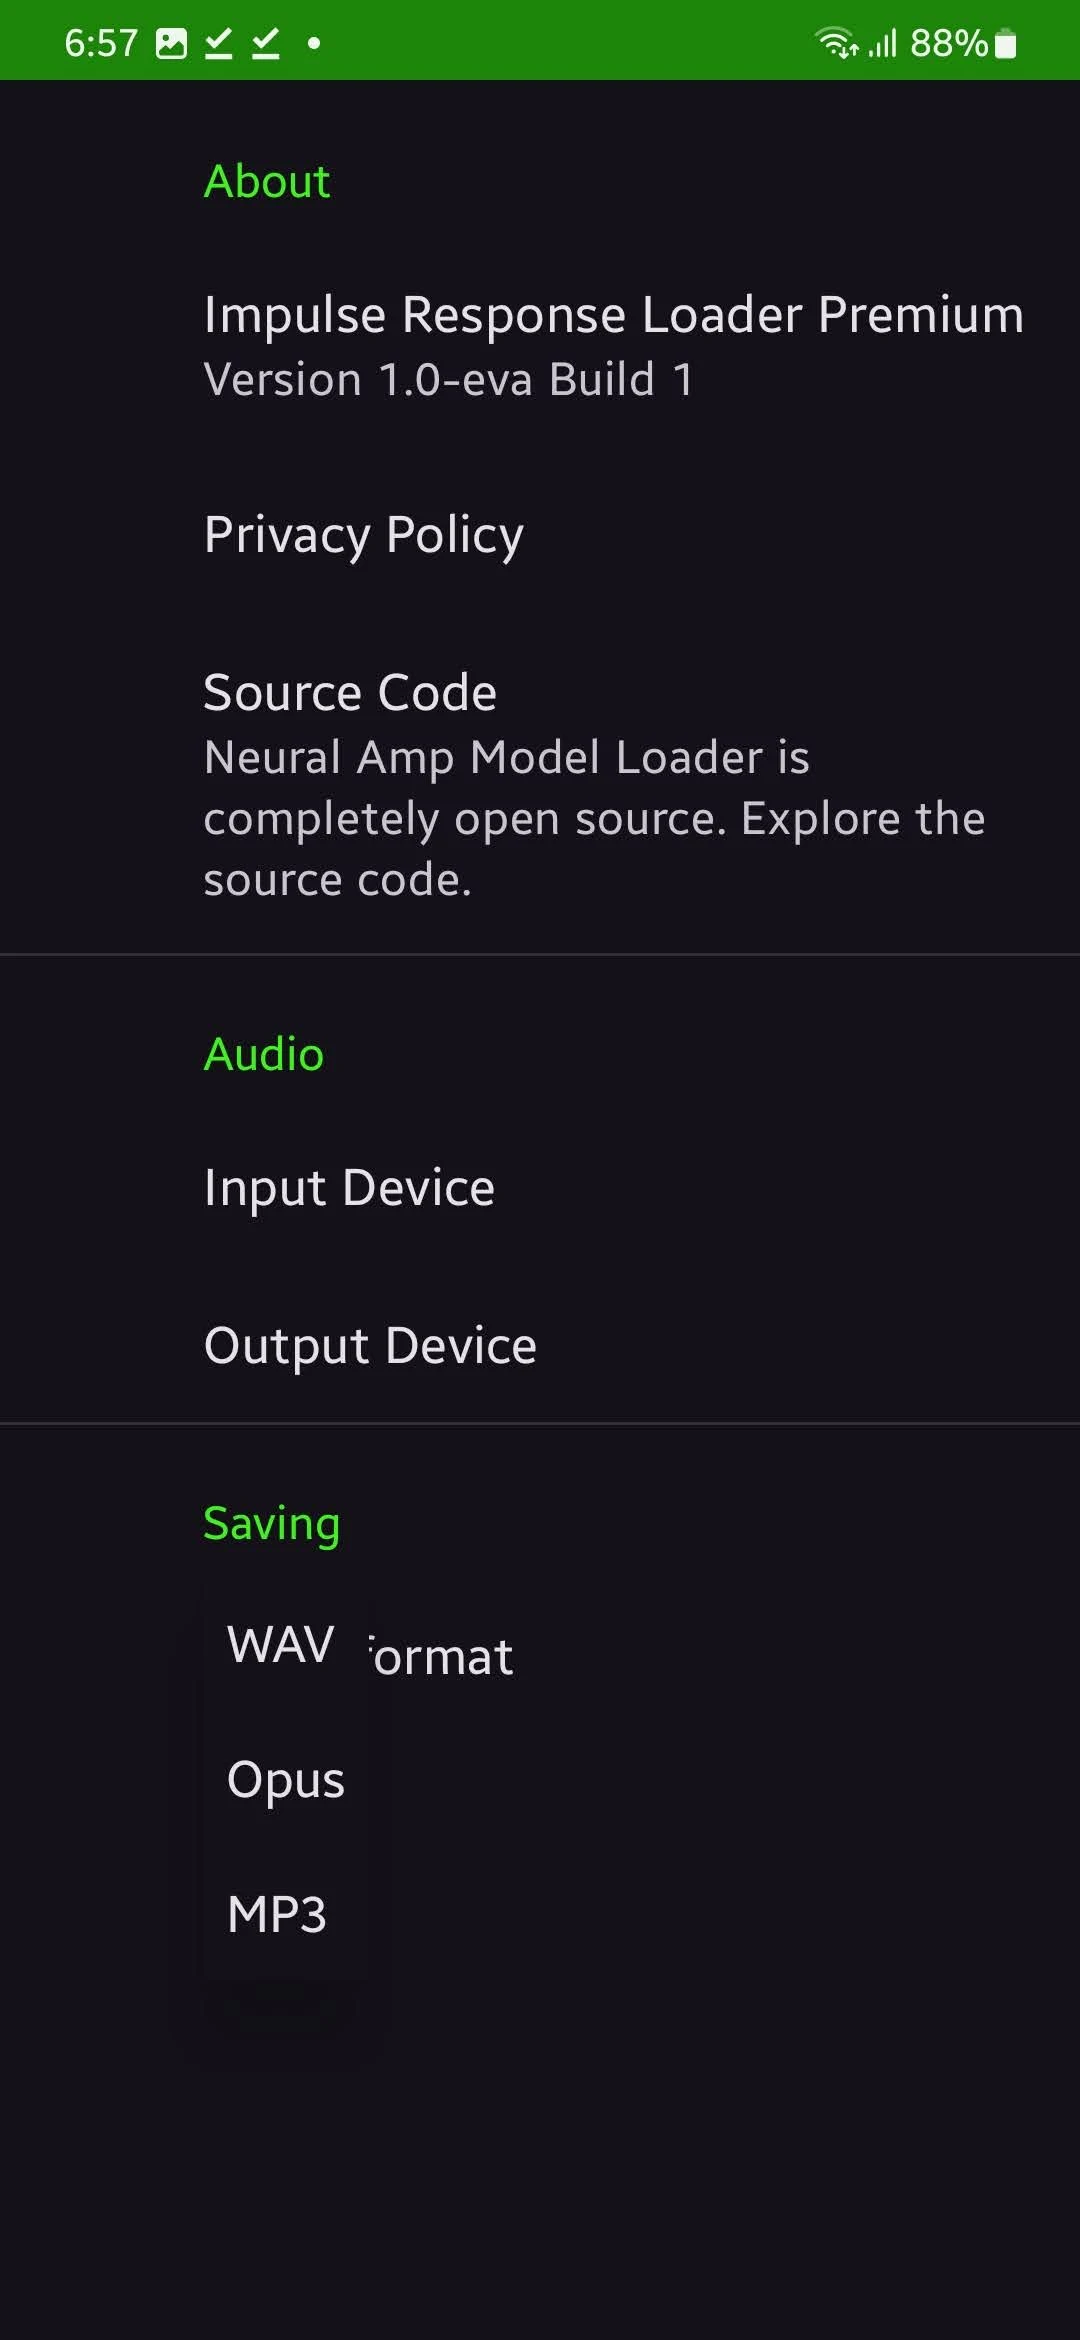 6:57 88%
About
Impulse Response Loader Premium
Version 1.0-eva Build 1
Privacy Policy
Source Code
Neural Amp Model Loader is
completely open source. Explore the
source code.
Audio
Input Device
Output Device
Saving
WAV
ormat
Opus
MP3